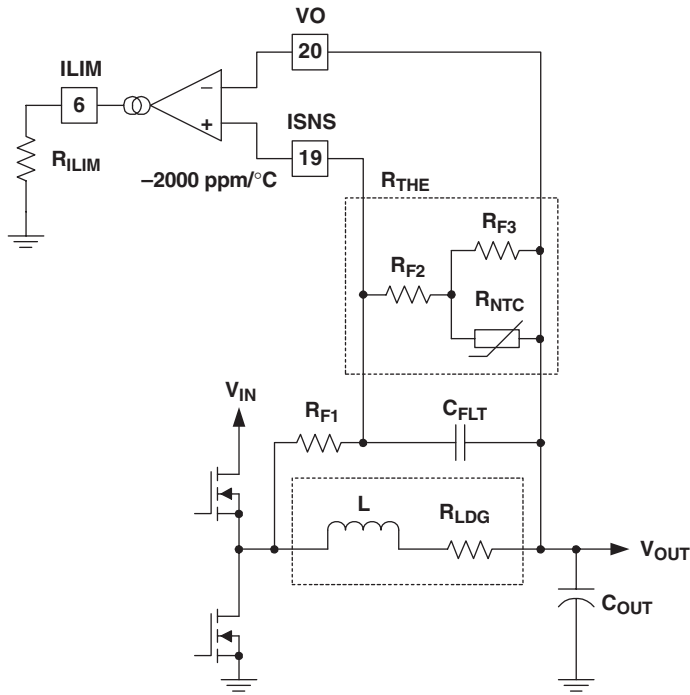 VO
20
ILIM
6
−
+
ISNS
19
R_ILIM
−2000 ppm/°C
R_THE
R_F3
R_F2
R_NTC
V_IN
R_F1
C_FLT
L
R_LDG
V_OUT
C_OUT